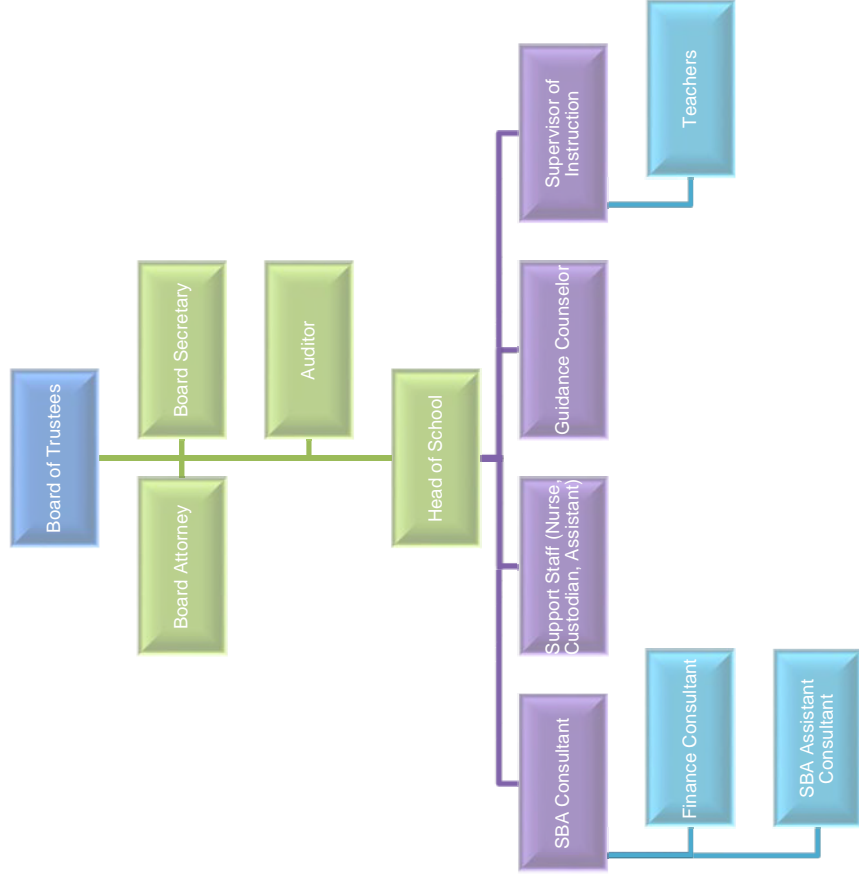 Board of Trustees
Board Attorney
Board Secretary
Auditor
Head of School
SBA Consultant
Support Staff (Nurse,
Custodian, Assistant)
Guidance Counselor
Supervisor of
Instruction
Finance Consultant
SBA Assistant
Consultant
Teachers